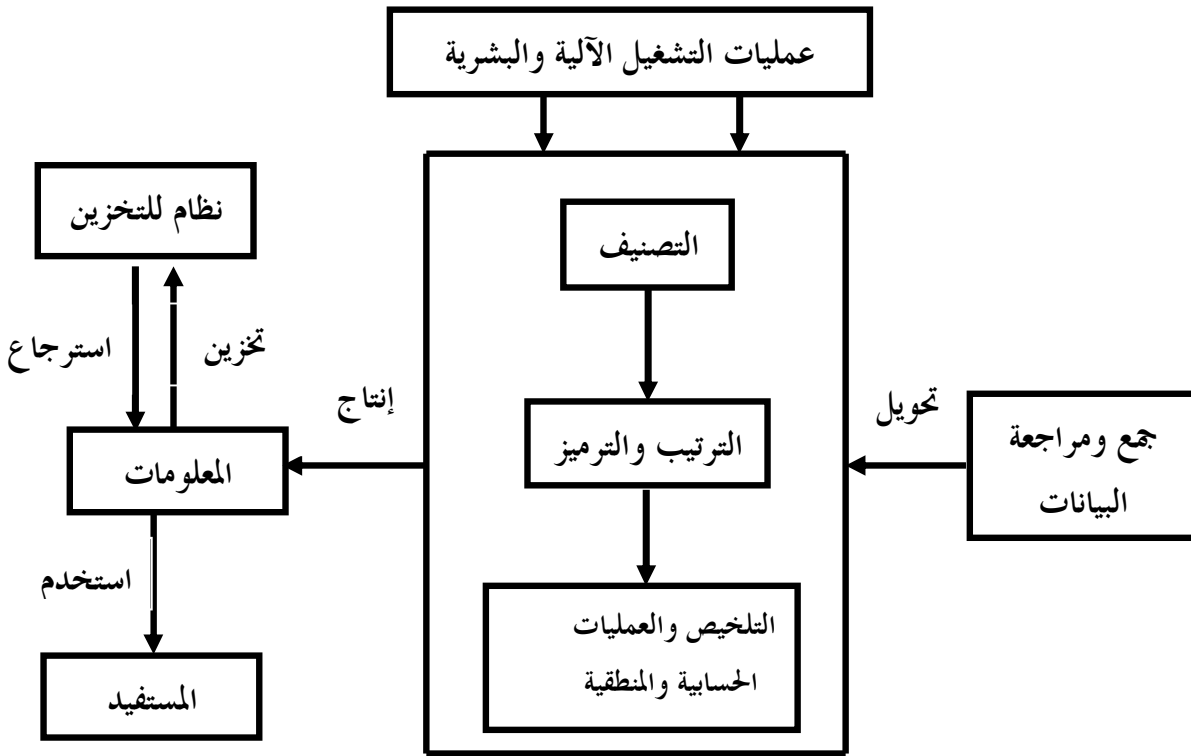 عمليات التشغيل الآلية والبشرية
جمع ومراجعة
البيانات
تحويل
التصنيف
الترتيب والترميز
التلخيص والعمليات
الحسابية والمنطقية
إنتاج
نظام للتخزين
تخزين
استرجاع
المعلومات
استخدم
المستفيد